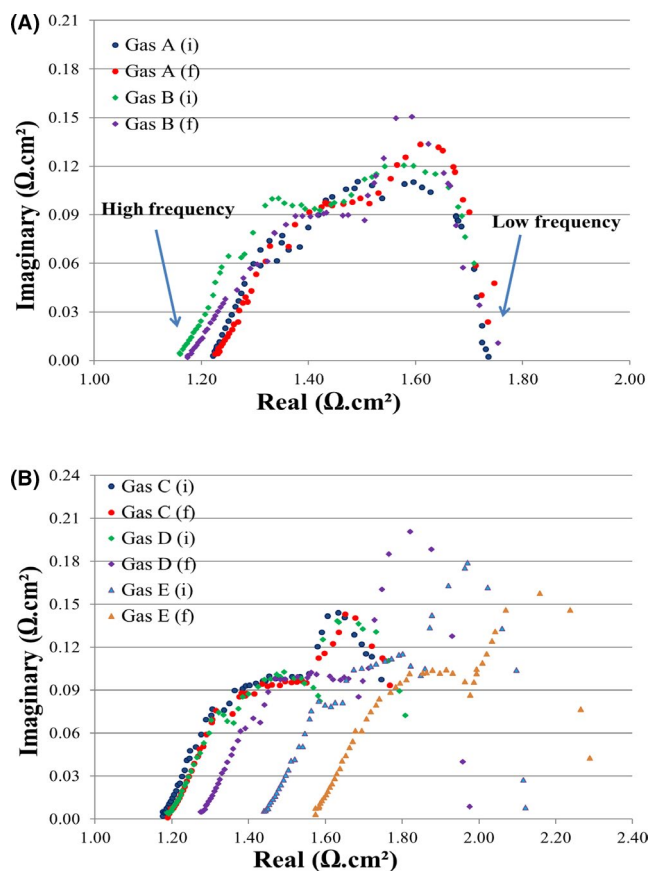 (A)
0.21
0.18
0.15
0.12
0.09
0.06
0.03
0.00
Imaginary (Ω.cm²)
Gas A (i)
Gas A (f)
Gas B (i)
Gas B (f)
High frequency
Low frequency
1.00 1.20 1.40 1.60 1.80 2.00
Real (Ω.cm²)
(B)
0.24
0.21
0.18
0.15
0.12
0.09
0.06
0.03
0.00
Imaginary (Ω.cm²)
Gas C (i)
Gas C (f)
Gas D (i)
Gas D (f)
Gas E (i)
Gas E (f)
1.00 1.20 1.40 1.60 1.80 2.00 2.20 2.40
Real (Ω.cm²)